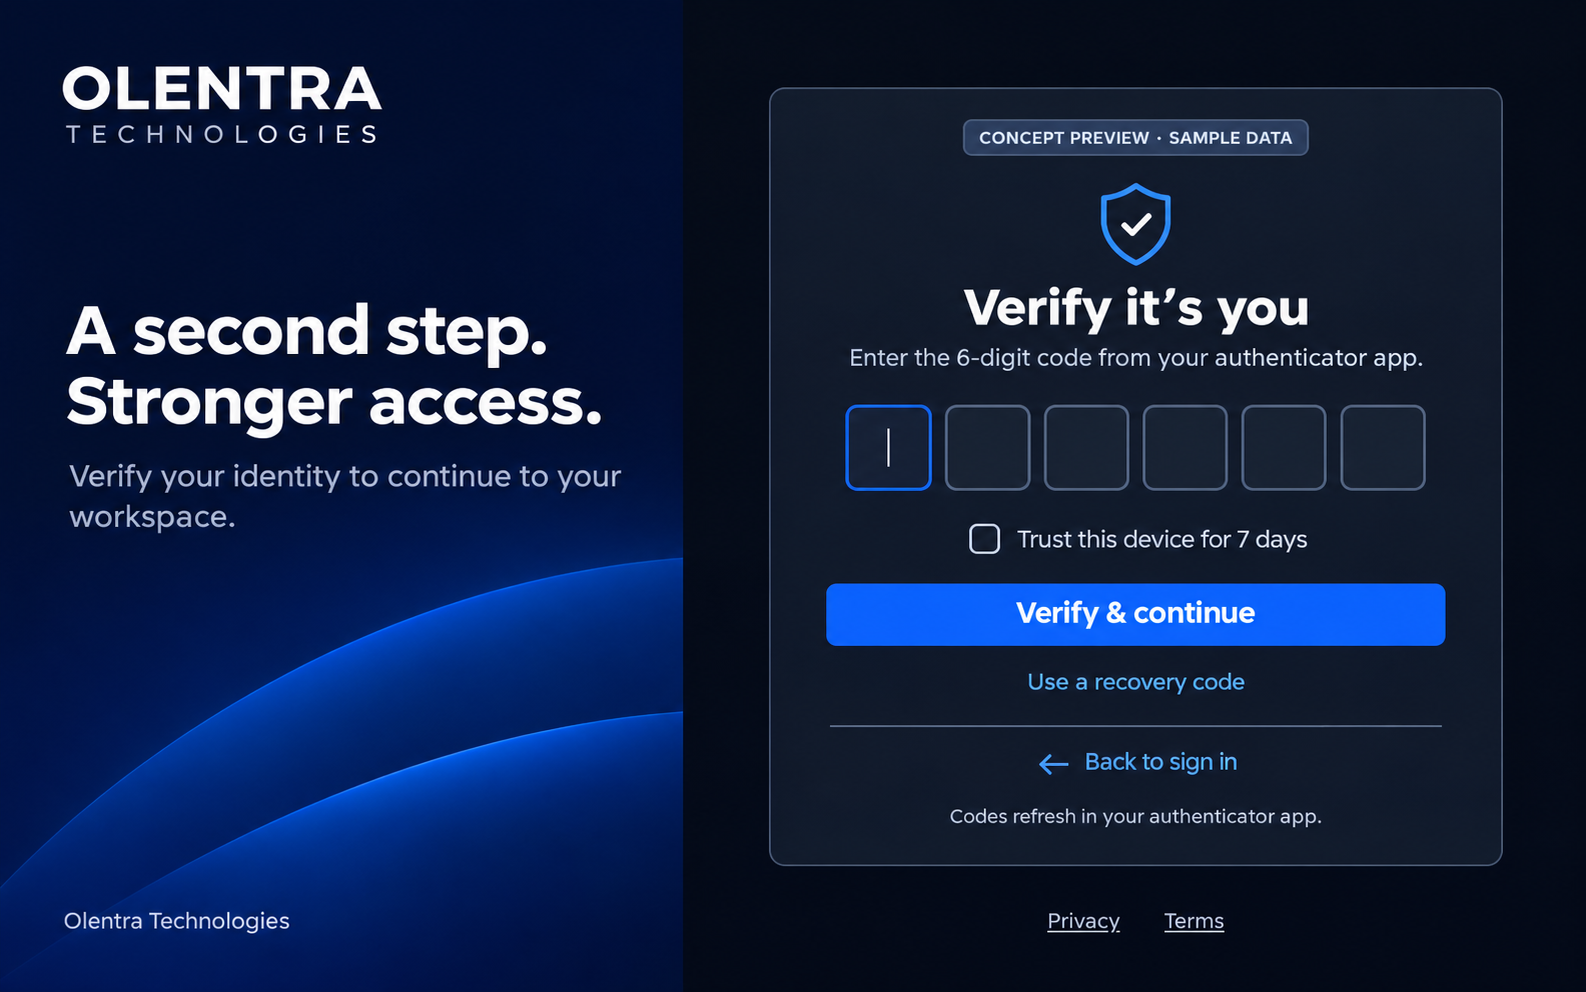 OLENTRA
TECHNOLOGIES
A second step.
Stronger access.
Verify your identity to continue to your
workspace.
Olentra Technologies
CONCEPT PREVIEW · SAMPLE DATA
Verify it’s you
Enter the 6-digit code from your authenticator app.
Trust this device for 7 days
Verify & continue
Use a recovery code
Back to sign in
Codes refresh in your authenticator app.
Privacy Terms